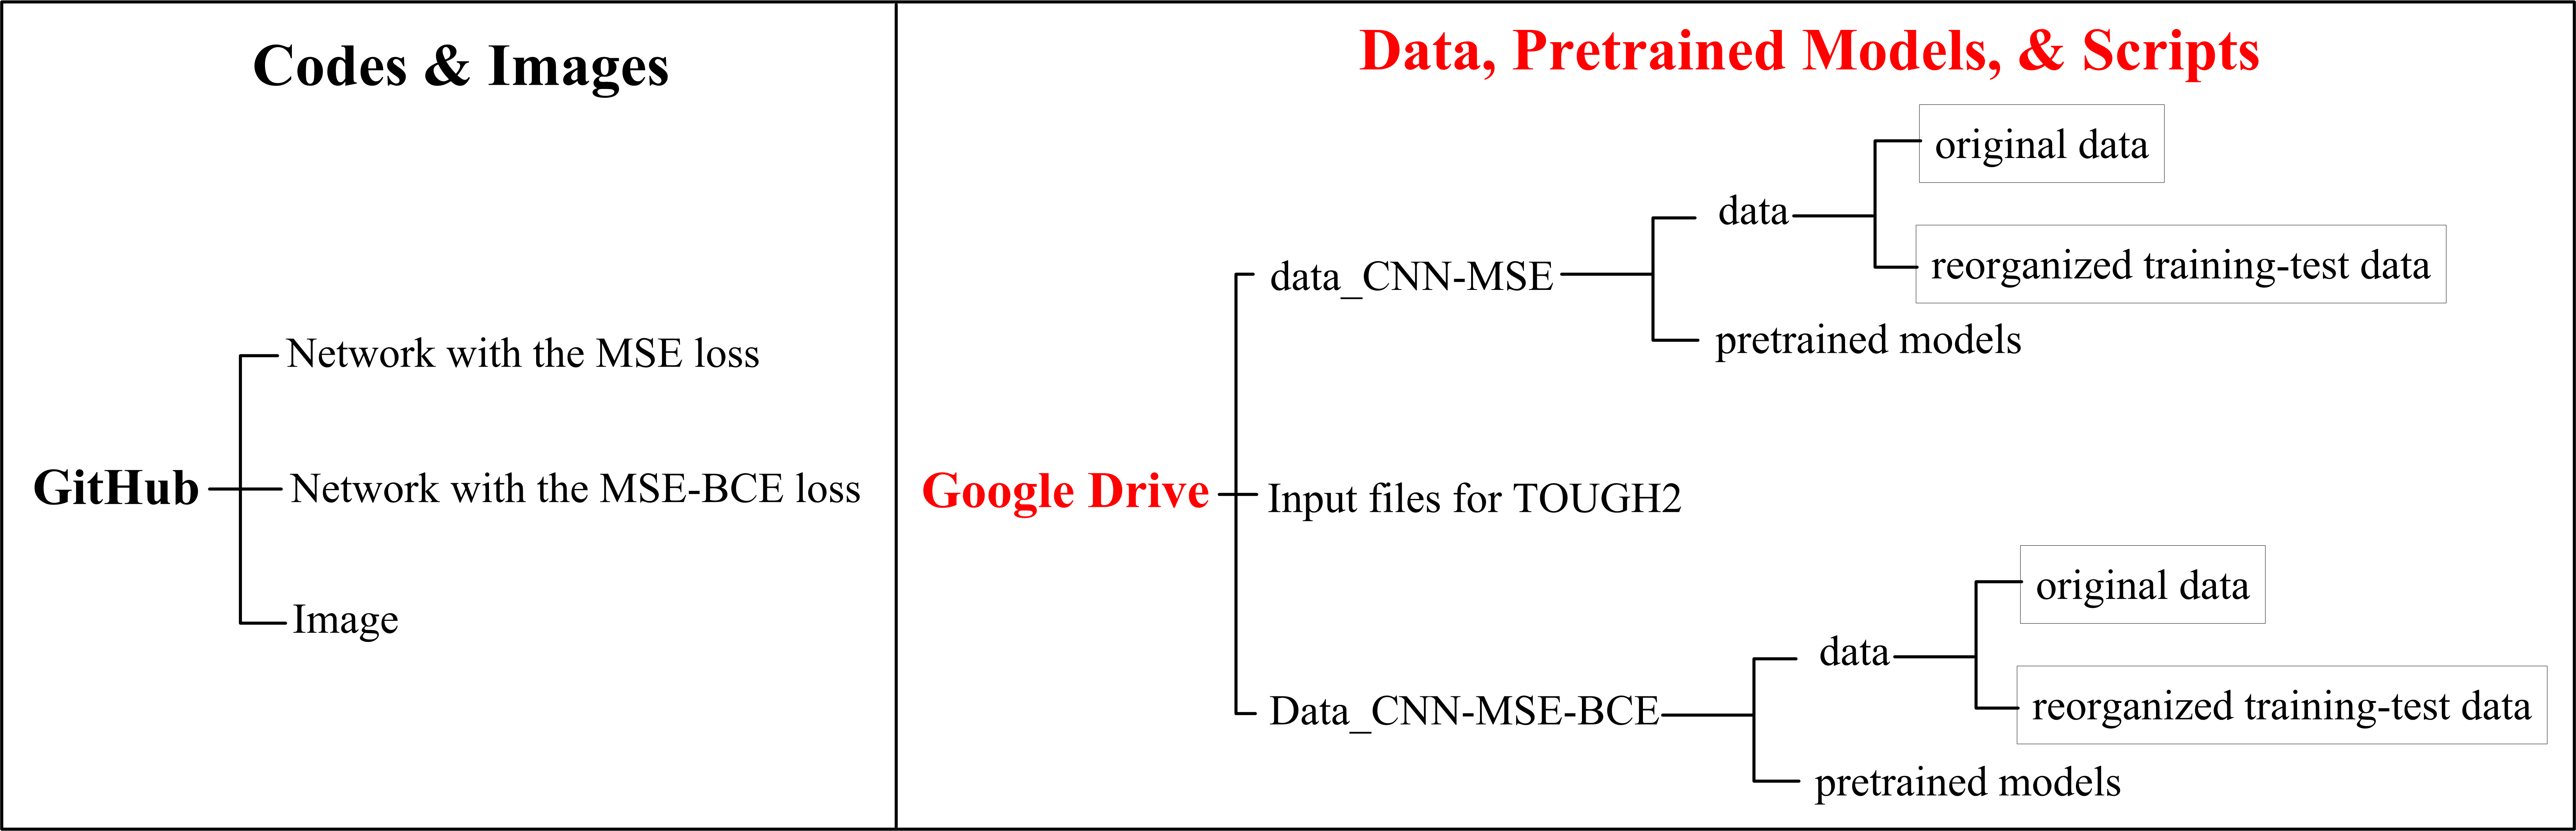 Codes & Images
GitHub
Network with the MSE loss
Network with the MSE-BCE loss
Image
Data, Pretrained Models, & Scripts
Google Drive
data_CNN-MSE
data
original data
reorganized training-test data
pretrained models
Input files for TOUGH2
Data_CNN-MSE-BCE
data
original data
reorganized training-test data
pretrained models